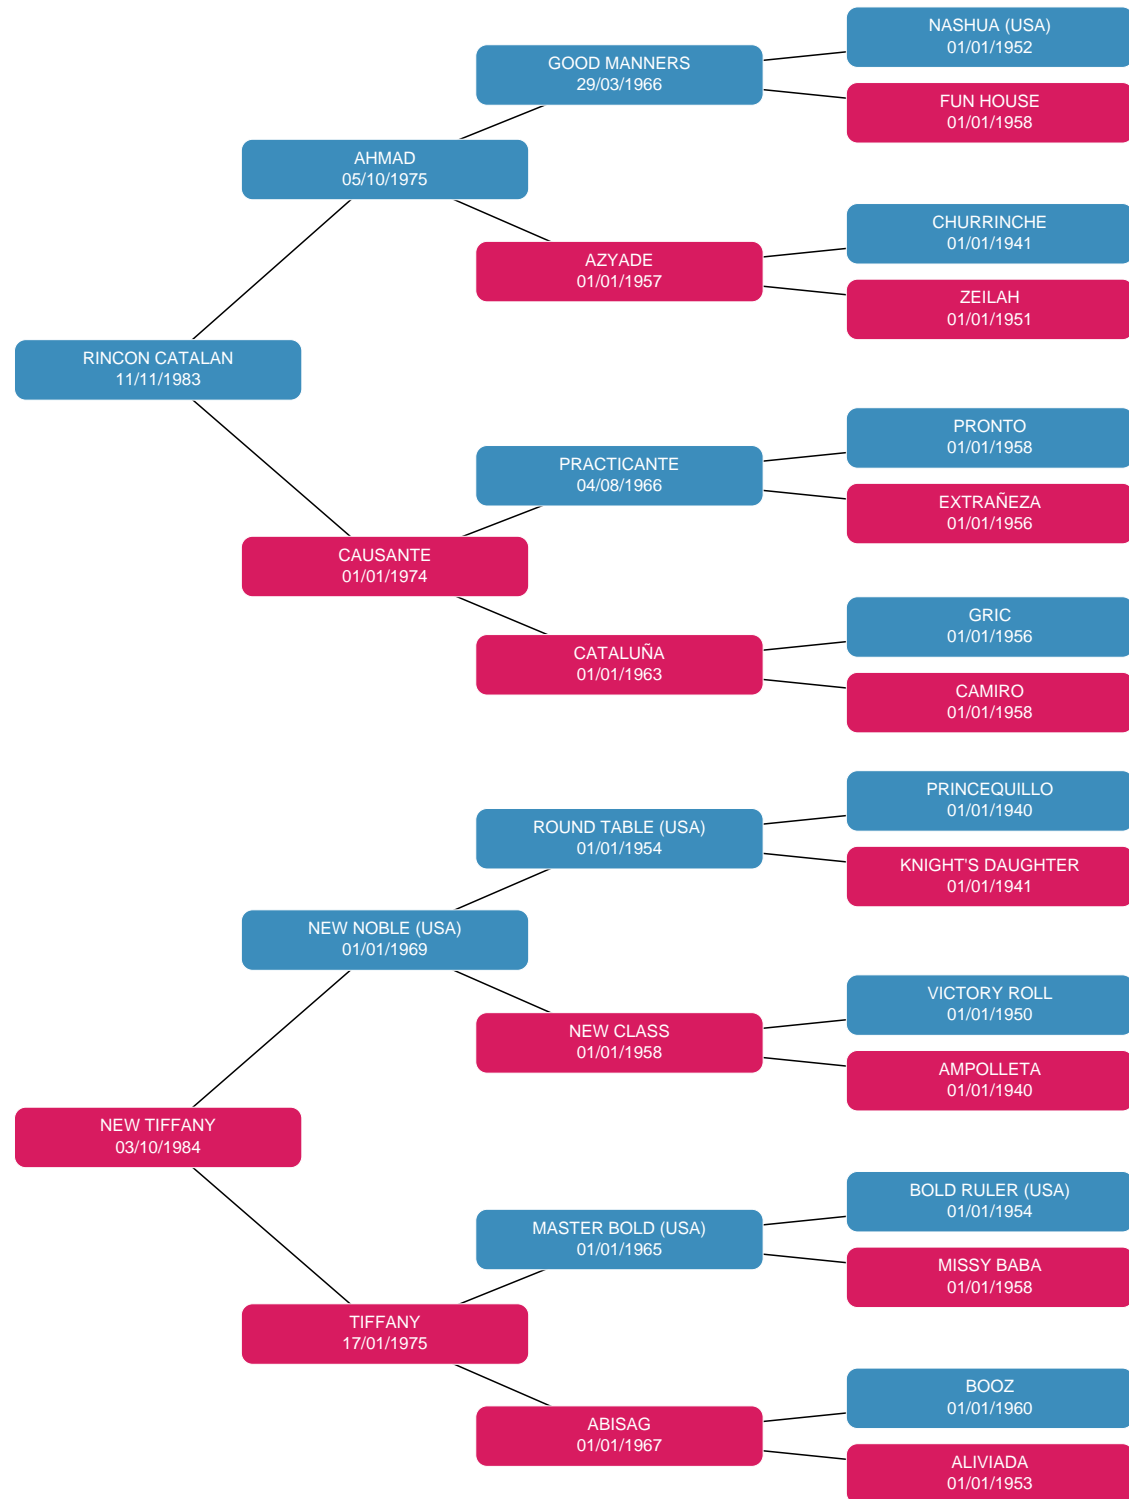 NASHUA (USA)
01/01/1952
GOOD MANNERS
29/03/1966
FUN HOUSE
01/01/1958
AHMAD
05/10/1975
CHURRINCHE
01/01/1941
AZYADE
01/01/1957
ZEILAH
01/01/1951
RINCON CATALAN
11/11/1983
PRONTO
01/01/1958
PRACTICANTE
04/08/1966
EXTRAÑEZA
01/01/1956
CAUSANTE
01/01/1974
GRIC
01/01/1956
CATALUÑA
01/01/1963
CAMIRO
01/01/1958
PRINCEQUILLO
01/01/1940
ROUND TABLE (USA)
01/01/1954
KNIGHT'S DAUGHTER
01/01/1941
NEW NOBLE (USA)
01/01/1969
VICTORY ROLL
01/01/1950
NEW CLASS
01/01/1958
AMPOLLETA
01/01/1940
NEW TIFFANY
03/10/1984
BOLD RULER (USA)
01/01/1954
MASTER BOLD (USA)
01/01/1965
MISSY BABA
01/01/1958
TIFFANY
17/01/1975
BOOZ
01/01/1960
ABISAG
01/01/1967
ALIVIADA
01/01/1953